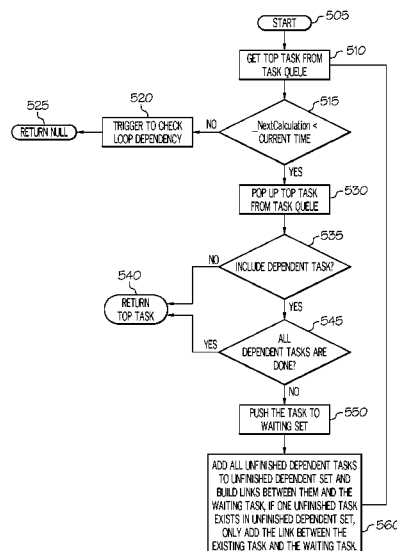 START
505
GET TOP TASK FROM
TASK QUEUE
510
515
_NextCalculation <
CURRENT TIME
NO
520
TRIGGER TO CHECK
LOOP DEPENDENCY
525
RETURN NULL
YES
530
POP UP TOP TASK
FROM TASK QUEUE
535
INCLUDE DEPENDENT TASK?
NO
540
RETURN
TOP TASK
YES
545
ALL
DEPENDENT TASKS ARE
DONE?
YES
NO
PUSH THE TASK TO
WAITING SET
550
ADD ALL UNFINISHED DEPENDENT TASKS
TO UNFINISHED DEPENDENT SET AND
BUILD LINKS BETWEEN THEM AND THE
WAITING TASK, IF ONE UNFINISHED TASK
EXISTS IN UNFINISHED DEPENDENT SET,
ONLY ADD THE LINK BETWEEN THE
EXISTING TASK AND THE WAITING TASK.
560